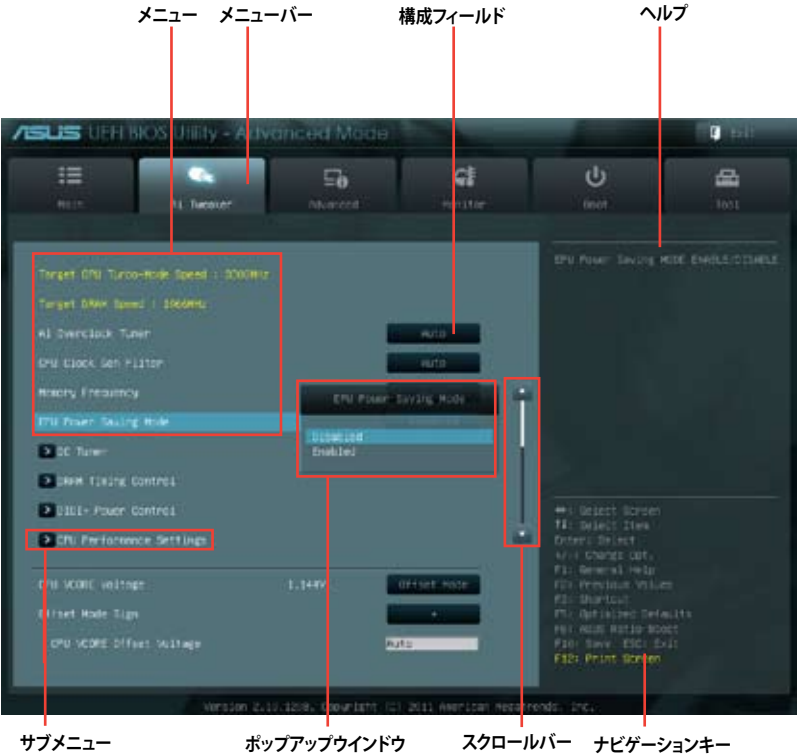 メニュー メニューバー 構成フィールド ヘルプ
ASUS UEFI BIOS Utility - Advanced Mode Exit
Main Ai Tweaker Advanced Monitor Boot Tool
EPU Power Saving MODE ENABLE/DISABLE
Target CPU Turbo-Mode Speed :
Target DRAM Speed :
Ai Overclock Tuner Auto
CPU Clock Gen Filter Auto
Memory Frequency
EPU Power Saving Mode
EPU Power Saving Mode
Disabled
Enabled
OC Tuner
DRAM Timing Control
DIGI+ Power Control
CPU Performance Settings
CPU VCORE Voltage 1.144V Offset Mode
Offset Mode Sign +
CPU VCORE Offset Voltage Auto
: Select Screen
: Select Item
Enter: Select
+/-: Change Opt.
F1: General Help
F2: Previous Values
F3: Shortcut
F5: Optimized Defaults
F6: ASUS Ratio Boost
F10: Save ESC: Exit
F12: Print Screen
Version 2.10.1208. Copyright (C) 2011 American Megatrends, Inc.
サブメニュー ポップアップウインドウ スクロールバー ナビゲーションキー